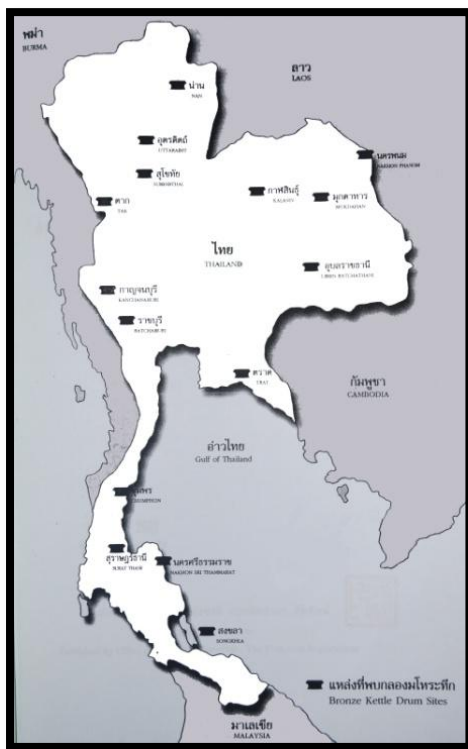 พม่า
BURMA
ลาว
LAOS
น่าน
NAN
อุตรดิตถ์
UTTARADIT
สุโขทัย
SUKHOTHAI
ตาก
TAK
นครพนม
NAKHON PHANOM
กาฬสินธุ์
KALASIN
มุกดาหาร
MUKDAHAN
ไทย
THAILAND
อุบลราชธานี
UBON RATCHATHANI
กาญจนบุรี
KANCHANABURI
ราชบุรี
RATCHABURI
ตราด
TRAT
กัมพูชา
CAMBODIA
อ่าวไทย
Gulf of Thailand
ชุมพร
CHUMPHON
สุราษฎร์ธานี
SURAT THANI
นครศรีธรรมราช
NAKHON SRI THAMMARAT
สงขลา
SONGKHLA
แหล่งที่พบกลองมโหระทึก
Bronze Kettle Drum Sites
มาเลเซีย
MALAYSIA